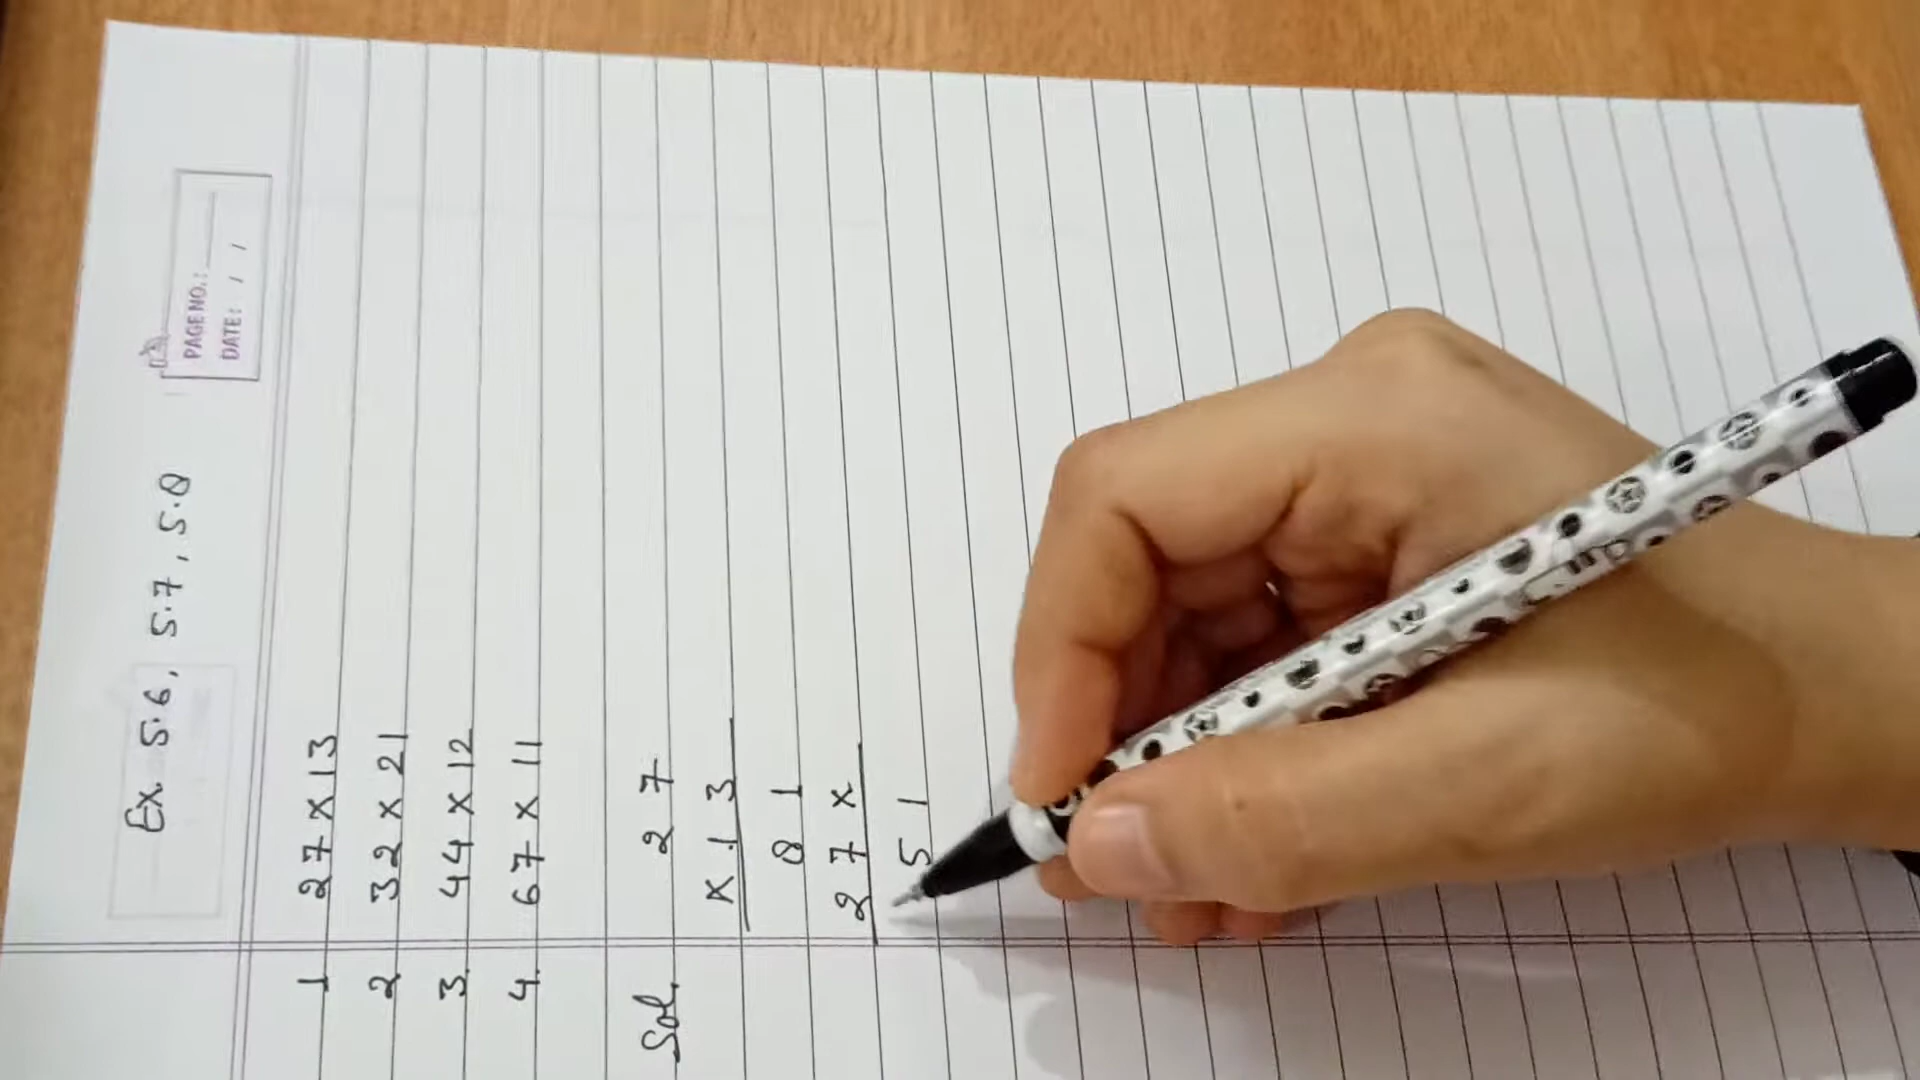 PAGE NO.:
DATE: / /
Ex. 5.6, 5.7, 5.8
1 27 x 13
2 32 x 21
3. 44 x 12
4. 67 x 11
Sol. 27
x 13
81
27x
51